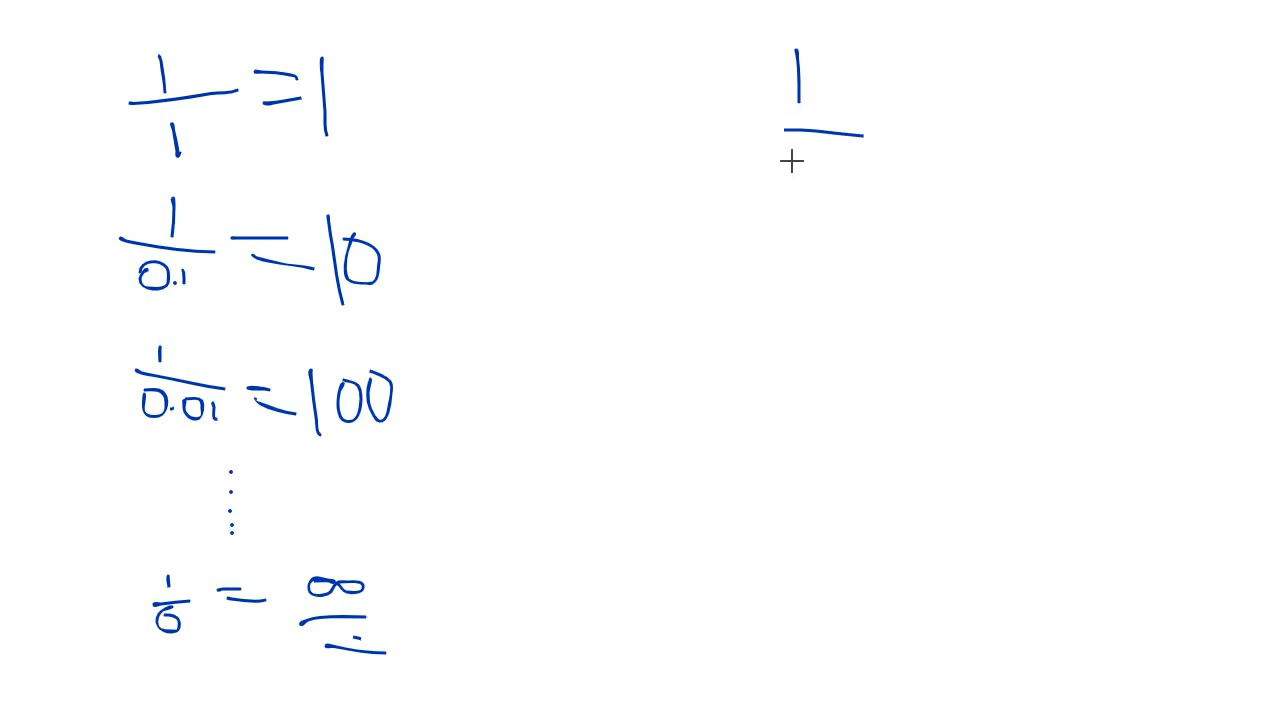 1/1 = 1
1/0.1 = 10
1/0.01 = 100
1/0 = ∞
1